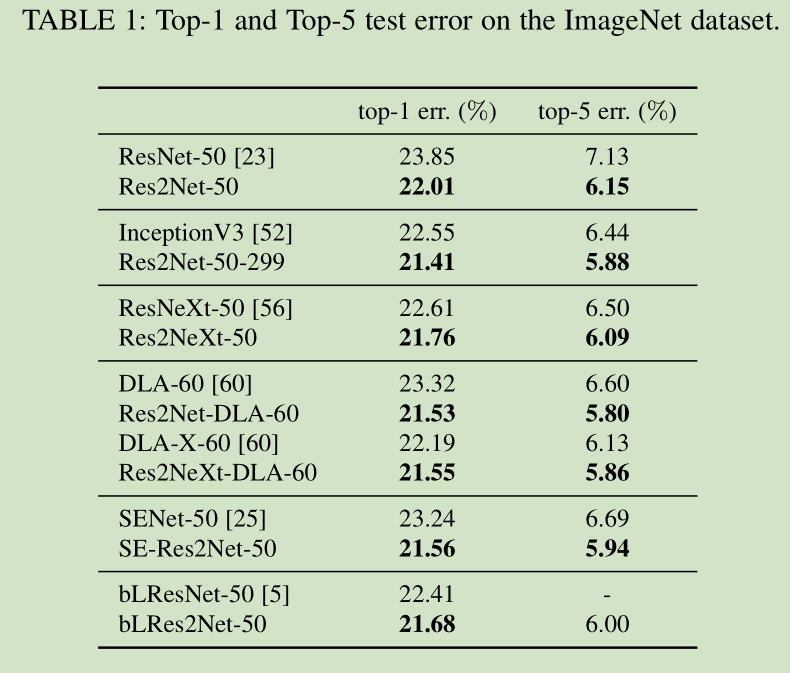 TABLE 1: Top-1 and Top-5 test error on the ImageNet dataset.
top-1 err. (%) top-5 err. (%)
ResNet-50 [23] 23.85 7.13
Res2Net-50 22.01 6.15
InceptionV3 [52] 22.55 6.44
Res2Net-50-299 21.41 5.88
ResNeXt-50 [56] 22.61 6.50
Res2NeXt-50 21.76 6.09
DLA-60 [60] 23.32 6.60
Res2Net-DLA-60 21.53 5.80
DLA-X-60 [60] 22.19 6.13
Res2NeXt-DLA-60 21.55 5.86
SENet-50 [25] 23.24 6.69
SE-Res2Net-50 21.56 5.94
bLResNet-50 [5] 22.41 -
bLRes2Net-50 21.68 6.00